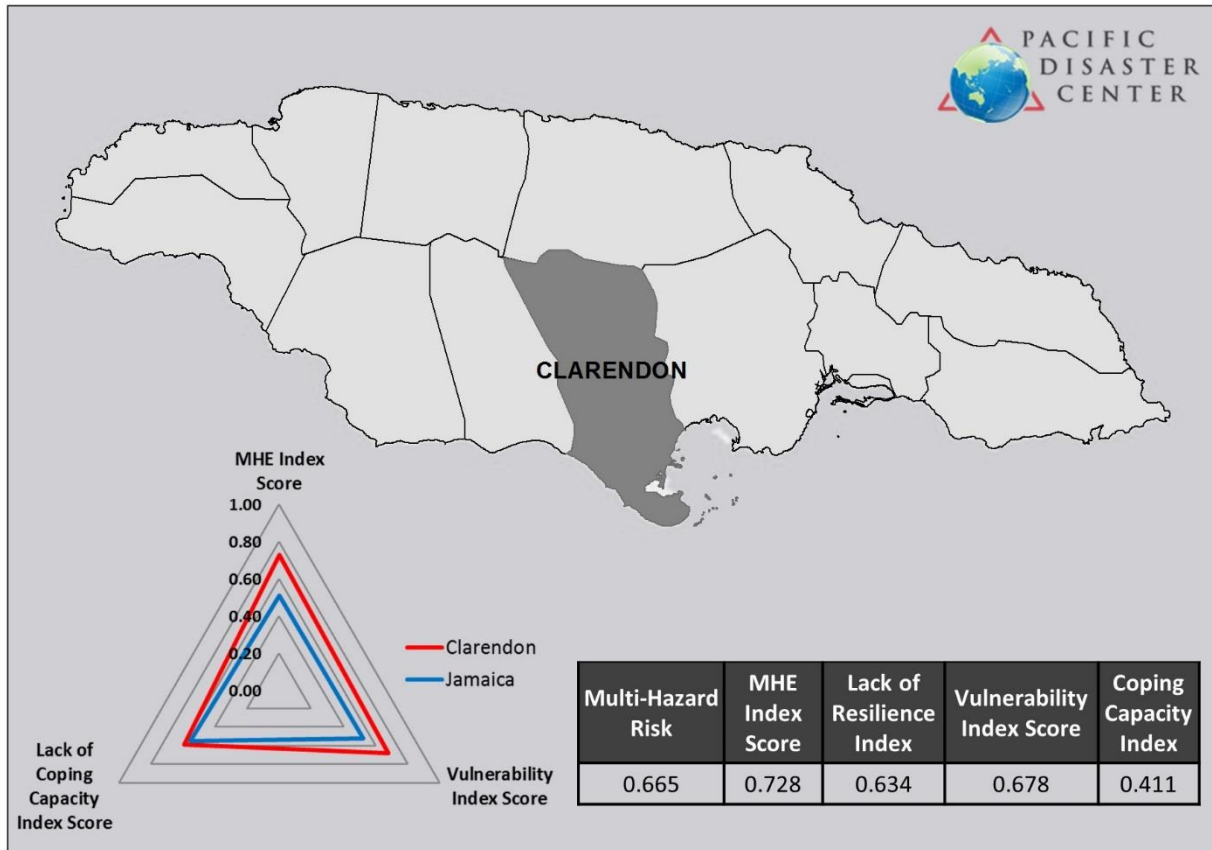 PACIFIC
DISASTER
CENTER
CLARENDON
MHE Index
Score
1.00
0.80
0.60
0.40
0.20
0.00
Clarendon
Jamaica
Lack of
Coping
Capacity
Index Score
Vulnerability
Index Score
Multi-Hazard
Risk
MHE
Index
Score
Lack of
Resilience
Index
Vulnerability
Index Score
Coping
Capacity
Index
0.665
0.728
0.634
0.678
0.411